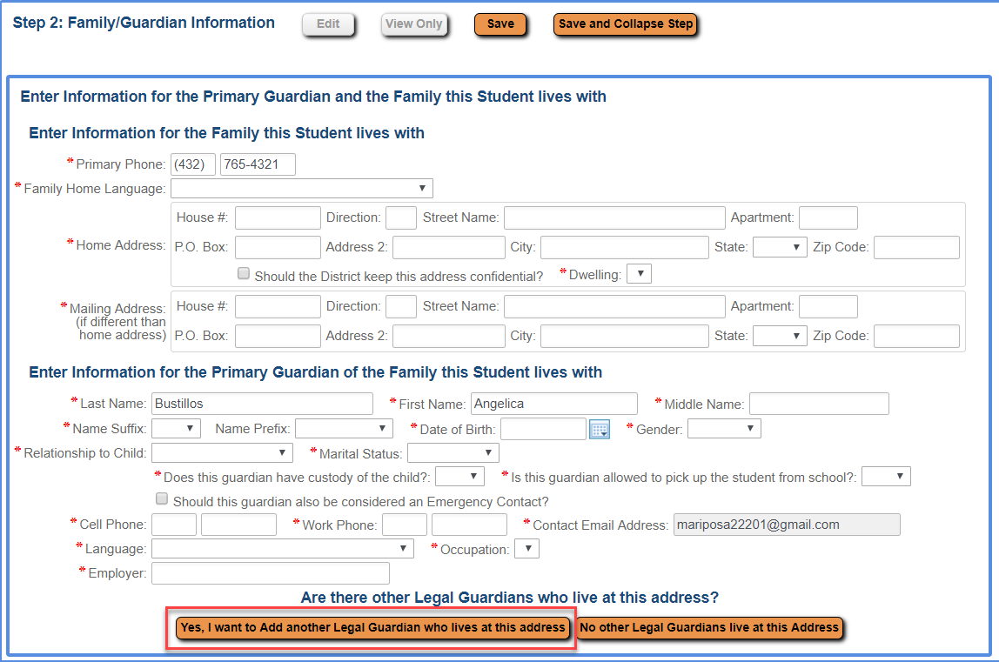 Step 2: Family/Guardian Information Edit View Only Save Save and Collapse Step
Enter Information for the Primary Guardian and the Family this Student lives with
Enter Information for the Family this Student lives with
*Primary Phone: (432) 765-4321
*Family Home Language:
House #: Direction: Street Name: Apartment:
*Home Address: P.O. Box: Address 2: City: State: Zip Code:
Should the District keep this address confidential? *Dwelling:
*Mailing Address: House #: Direction: Street Name: Apartment:
(if different than
home address) P.O. Box: Address 2: City: State: Zip Code:
Enter Information for the Primary Guardian of the Family this Student lives with
*Last Name: Bustillos *First Name: Angelica *Middle Name:
*Name Suffix: Name Prefix: *Date of Birth: *Gender:
*Relationship to Child: *Marital Status:
*Does this guardian have custody of the child?: *Is this guardian allowed to pick up the student from school?:
Should this guardian also be considered an Emergency Contact?
*Cell Phone: *Work Phone: *Contact Email Address: mariposa22201@gmail.com
*Language: *Occupation:
*Employer:
Are there other Legal Guardians who live at this address?
Yes, I want to Add another Legal Guardian who lives at this address No other Legal Guardians live at this Address